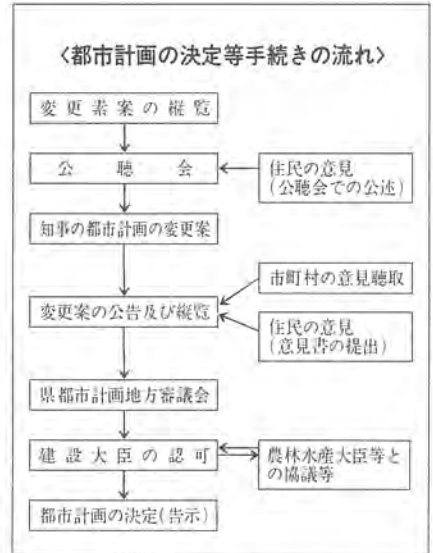 〈都市計画の決定等手続きの流れ〉
変更素案の縦覧
公聴会
住民の意見
(公聴会での公述)
知事の都市計画の変更案
市町村の意見聴取
変更案の公告及び縦覧
住民の意見
(意見書の提出)
県都市計画地方審議会
建設大臣の認可
農林水産大臣等と
の協議等
都市計画の決定(告示)